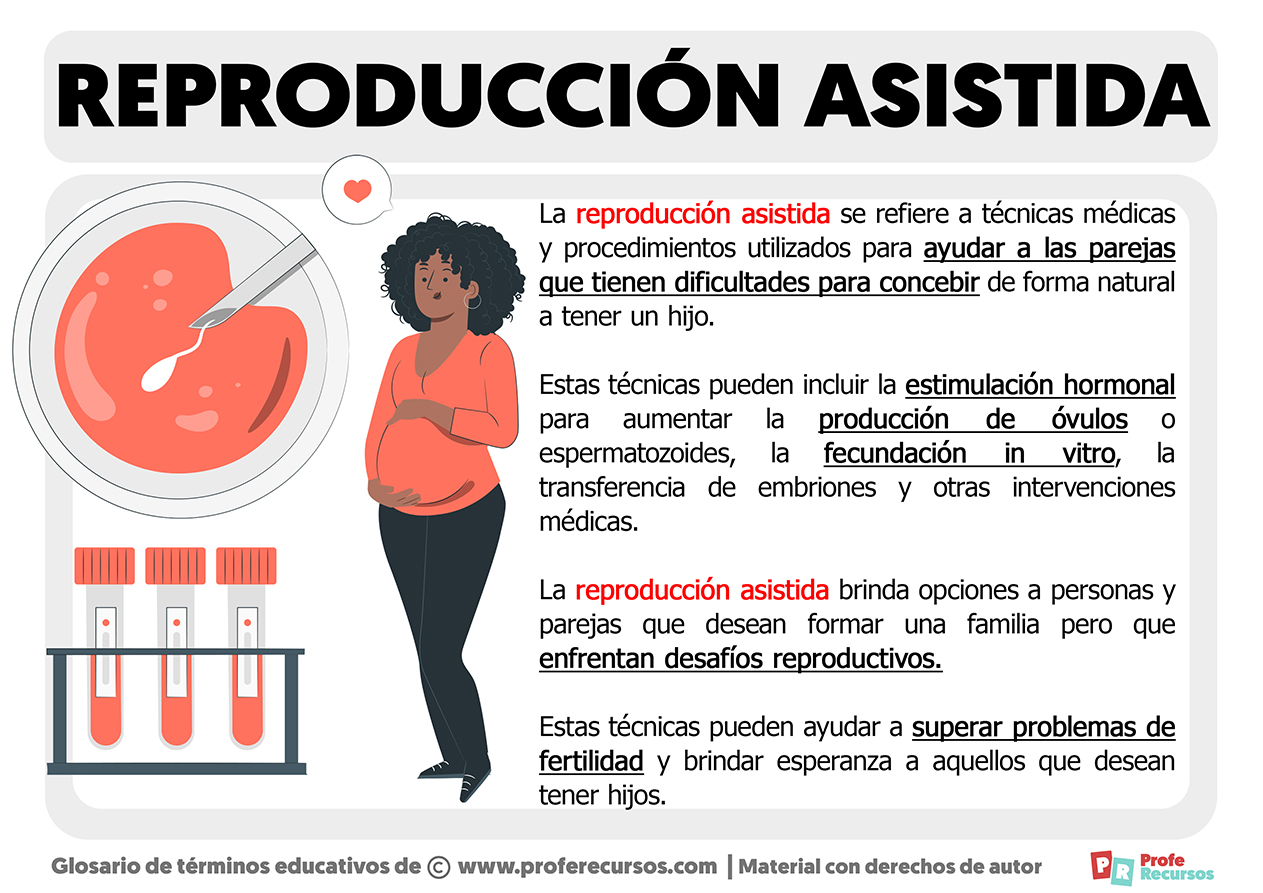 REPRODUCCIÓN ASISTIDA
La reproducción asistida se refiere a técnicas médicas
y procedimientos utilizados para ayudar a las parejas
que tienen dificultades para concebir de forma natural
a tener un hijo.
Estas técnicas pueden incluir la estimulación hormonal
para aumentar la producción de óvulos o
espermatozoides, la fecundación in vitro, la
transferencia de embriones y otras intervenciones
médicas.
La reproducción asistida brinda opciones a personas y
parejas que desean formar una familia pero que
enfrentan desafíos reproductivos.
Estas técnicas pueden ayudar a superar problemas de
fertilidad y brindar esperanza a aquellos que desean
tener hijos.
Glosario de términos educativos de © www.proferecursos.com | Material con derechos de autor
PR Profe
Recursos